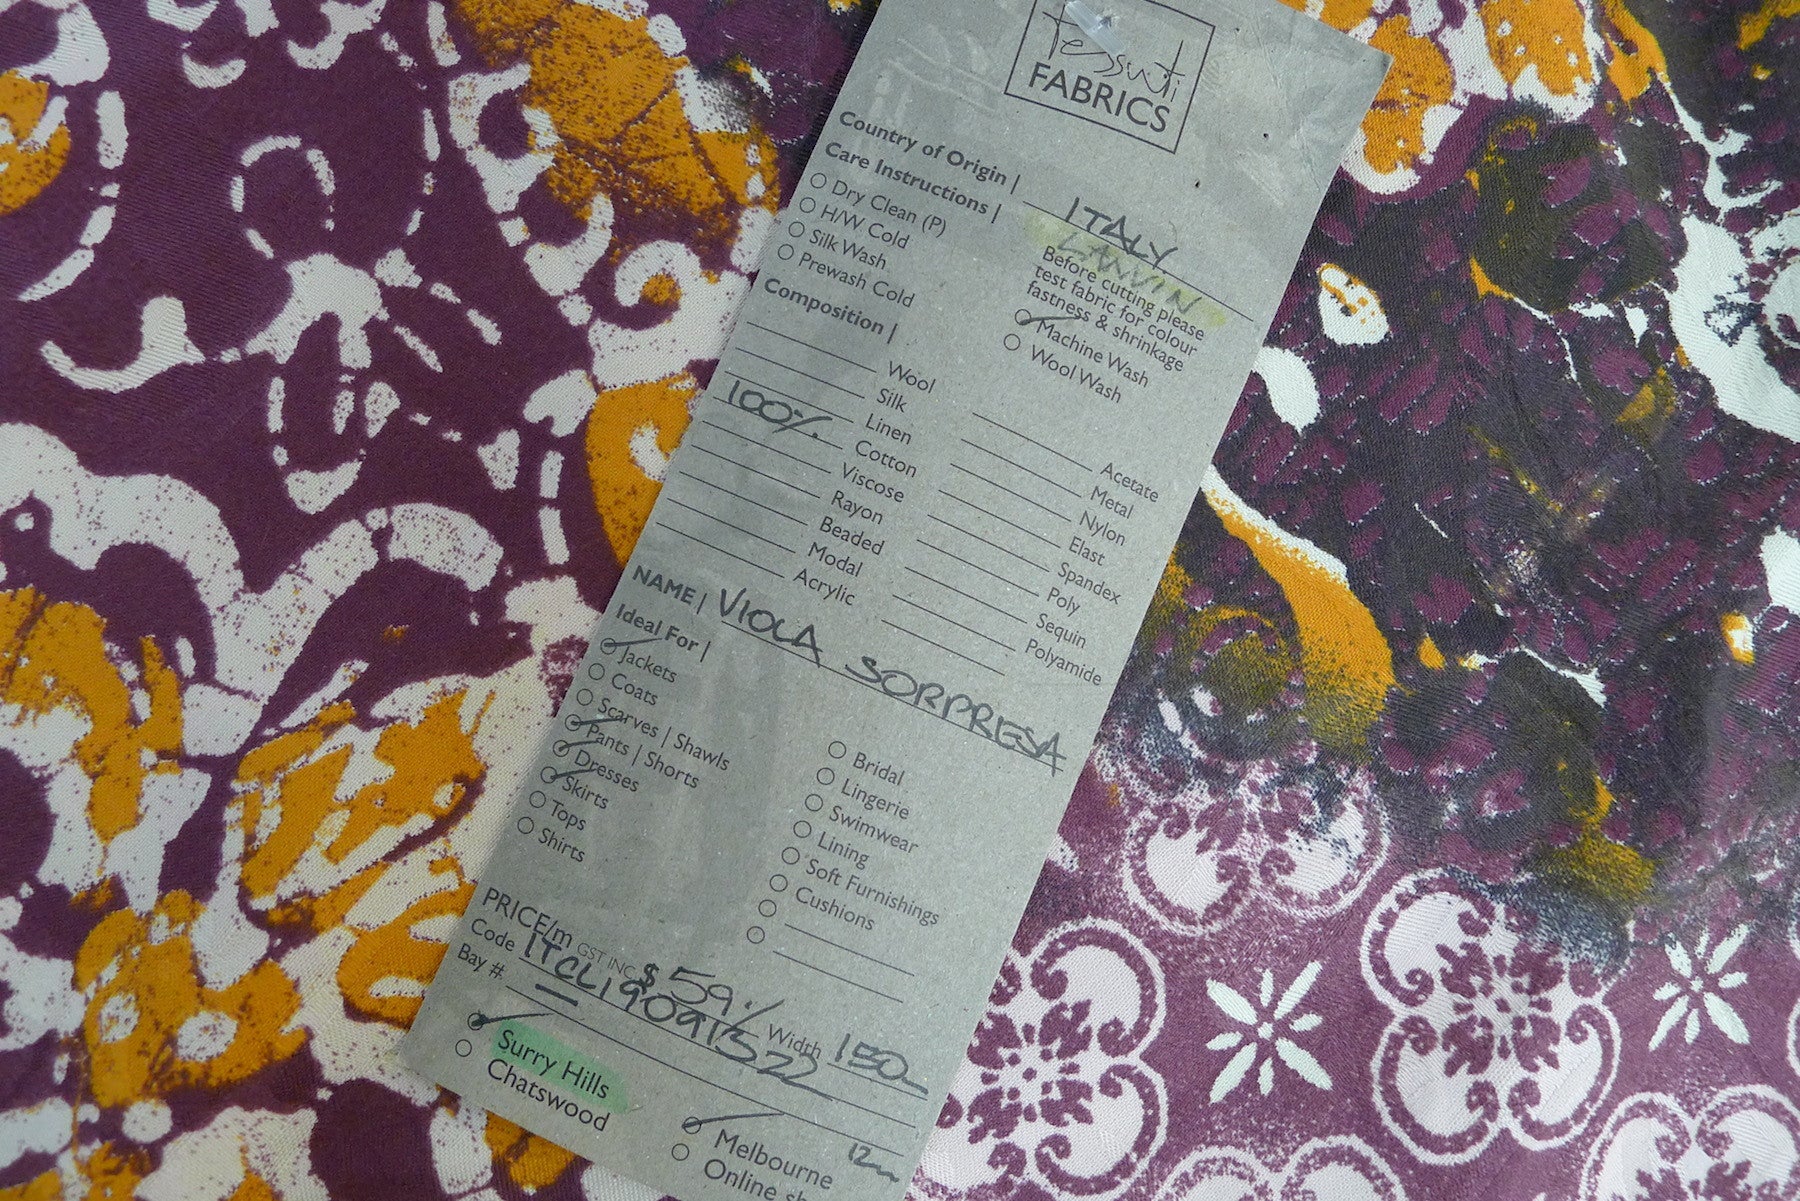 tessuti
FABRICS
Country of Origin | ITALY
LANVIN
Care Instructions |
Dry Clean (P)
H/W Cold
Silk Wash
Prewash Cold
Before cutting please
test fabric for colour
fastness & shrinkage
Machine Wash
Wool Wash
Composition |
Wool
Silk
Linen
100% Cotton
Viscose
Rayon
Beaded
Modal
Acrylic
Acetate
Metal
Nylon
Elast
Spandex
Poly
Sequin
Polyamide
NAME | VIOLA SORPRESA
Ideal For |
Jackets
Coats
Scarves | Shawls
Pants | Shorts
Dresses
Skirts
Tops
Shirts
Bridal
Lingerie
Swimwear
Lining
Soft Furnishings
Cushions
PRICE/m GST INC $59 Width 150
Code ITCL19091522
Bay #
Surry Hills
Chatswood
Melbourne 12m
Online